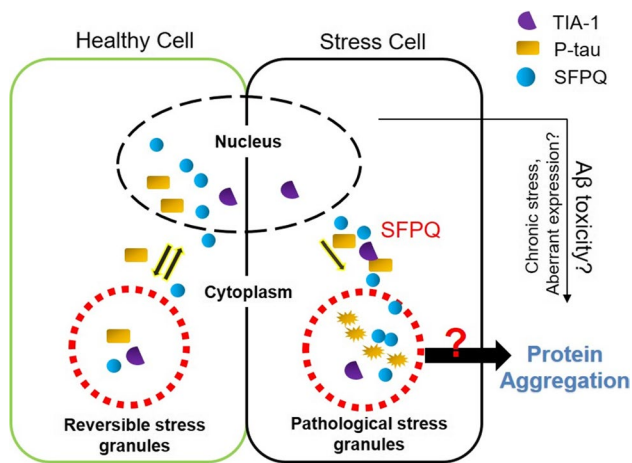 Healthy Cell
Stress Cell
TIA-1
P-tau
SFPQ
Nucleus
SFPQ
Cytoplasm
Chronic stress,
Aberrant expression?
Aβ toxicity?
?
Protein
Aggregation
Reversible stress
granules
Pathological stress
granules